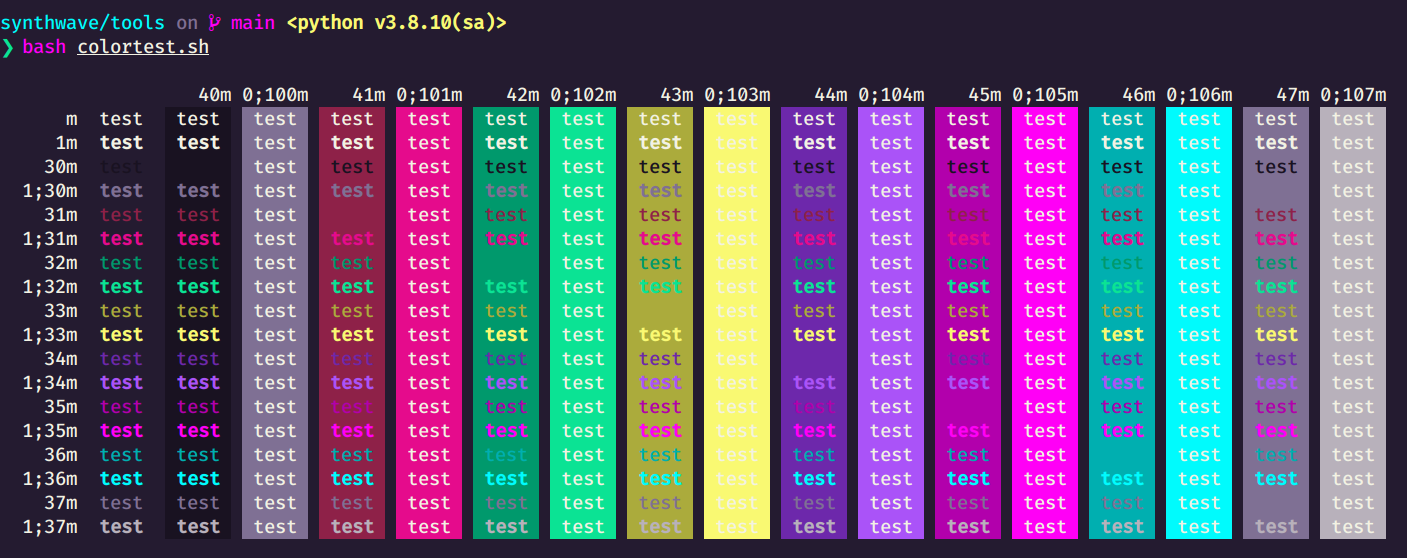 synthwave/tools on main <python v3.8.10(sa)>
❯ bash colortest.sh
40m 0;100m 41m 0;101m 42m 0;102m 43m 0;103m 44m 0;104m 45m 0;105m 46m 0;106m 47m 0;107m
m test test test test test test test test test test test test test test test test test
1m test test test test test test test test test test test test test test test test test
30m test test test test test test test test test test test test test test test test
1;30m test test test test test test test test test test test test test test test test
31m test test test test test test test test test test test test test test test test
1;31m test test test test test test test test test test test test test test test test test
32m test test test test test test test test test test test test test test test test
1;32m test test test test test test test test test test test test test test test test test
33m test test test test test test test test test test test test test test test test
1;33m test test test test test test test test test test test test test test test test test
34m test test test test test test test test test test test test test test test test
1;34m test test test test test test test test test test test test test test test test test
35m test test test test test test test test test test test test test test test test
1;35m test test test test test test test test test test test test test test test test test
36m test test test test test test test test test test test test test test test test
1;36m test test test test test test test test test test test test test test test test test
37m test test test test test test test test test test test test test test test test
1;37m test test test test test test test test test test test test test test test test test